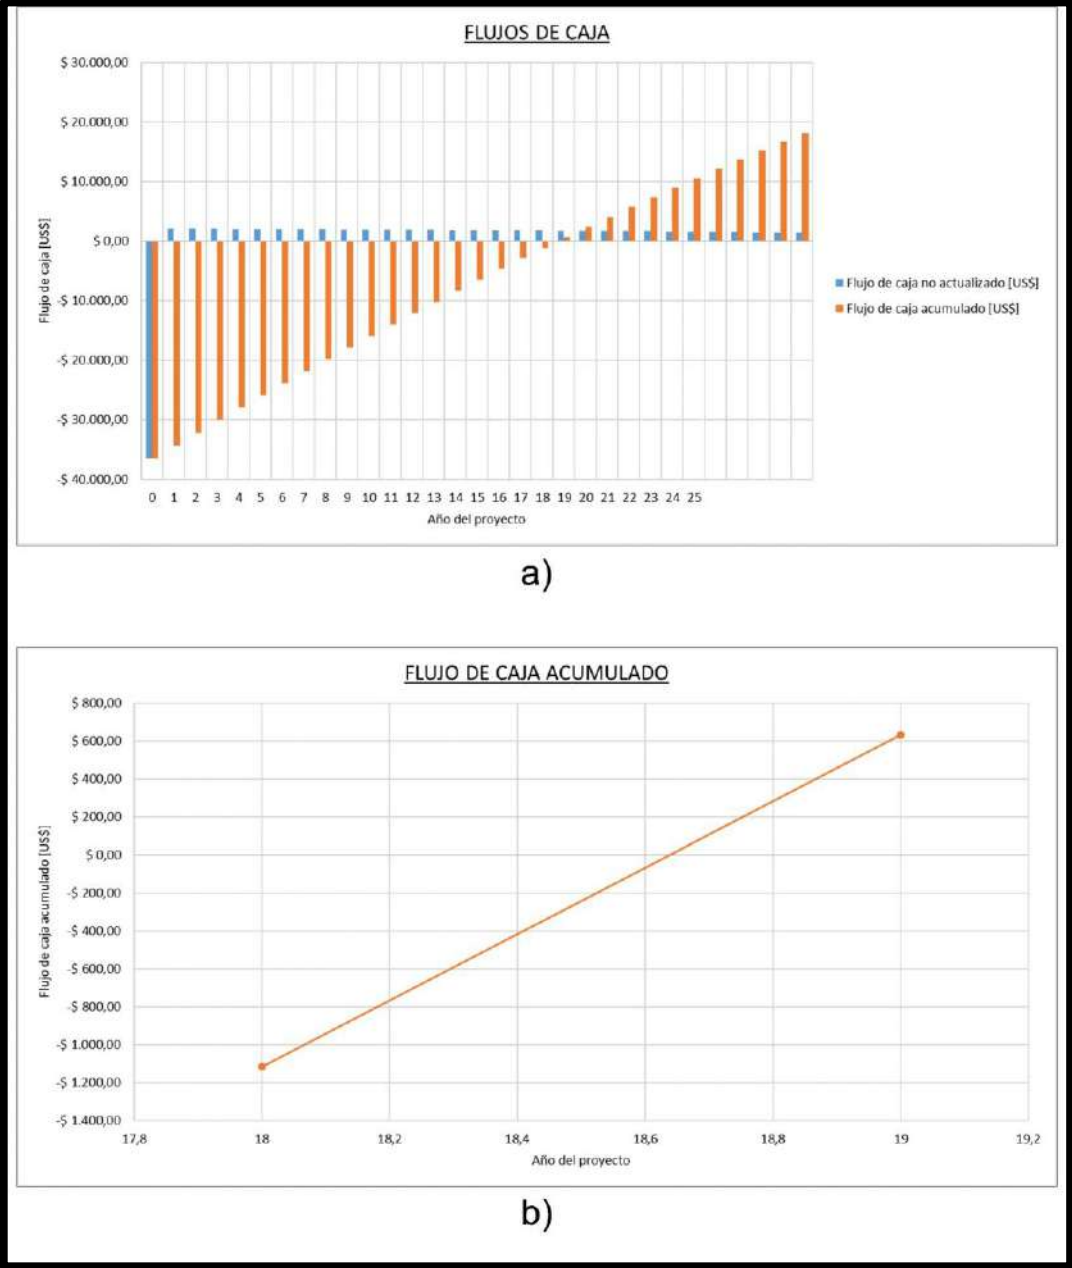 FLUJOS DE CAJA
$ 30.000,00
$ 20.000,00
$ 10.000,00
$ 0,00
-$ 10.000,00
-$ 20.000,00
-$ 30.000,00
-$ 40.000,00
Flujo de caja [US$]
0 1 2 3 4 5 6 7 8 9 10 11 12 13 14 15 16 17 18 19 20 21 22 23 24 25
Año del proyecto
Flujo de caja no actualizado [US$]
Flujo de caja acumulado [US$]
a)
FLUJO DE CAJA ACUMULADO
$ 800,00
$ 600,00
$ 400,00
$ 200,00
$ 0,00
-$ 200,00
-$ 400,00
-$ 600,00
-$ 800,00
-$ 1.000,00
-$ 1.200,00
-$ 1.400,00
Flujo de caja acumulado [US$]
17,8 18 18,2 18,4 18,6 18,8 19 19,2
Año del proyecto
b)